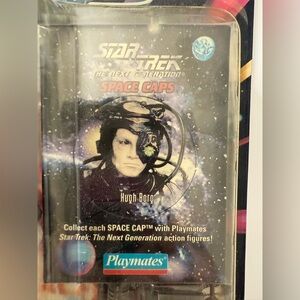 STAR TREK
THE NEXT GENERATION®
SPACE CAPS
Hugh Borg
Collect each SPACE CAP™ with Playmates
Star Trek: The Next Generation action figures!
Playmates®